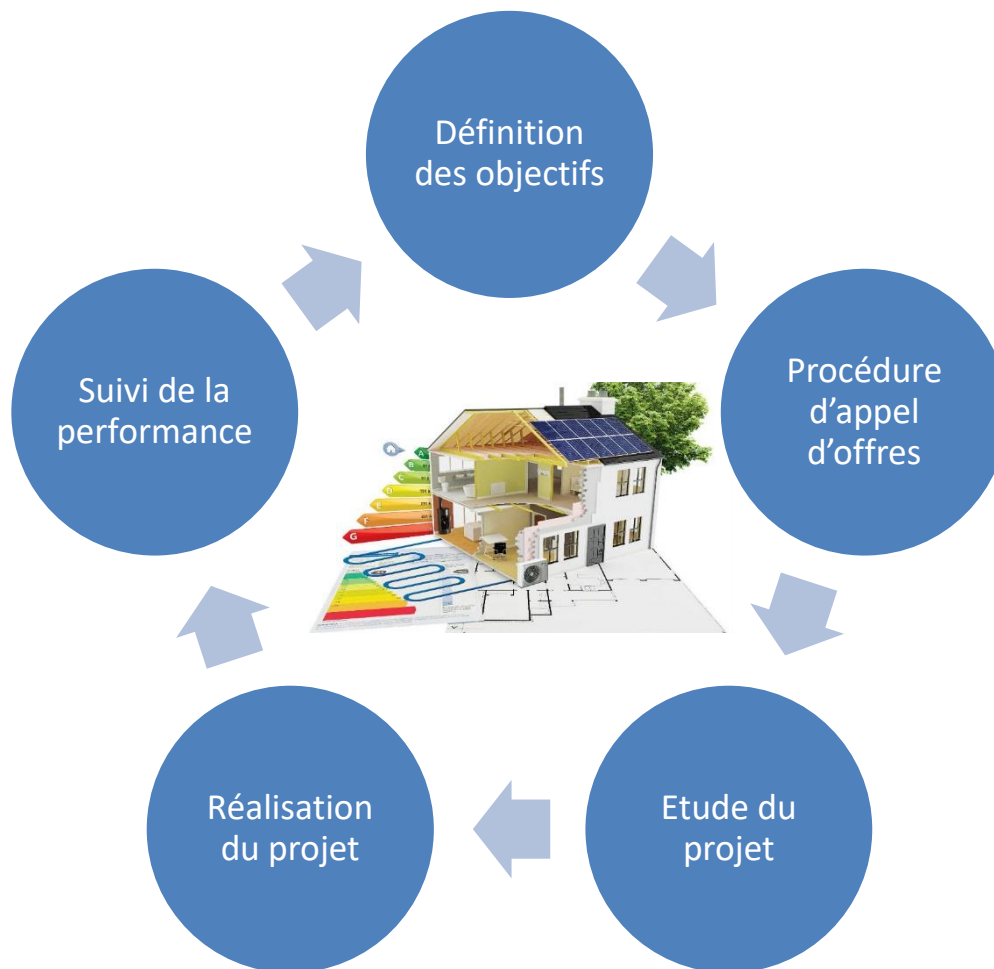 Définition
des objectifs
Procédure
d'appel
d'offres
Etude du
projet
Réalisation
du projet
Suivi de la
performance
A
B
C
D
E
F
G